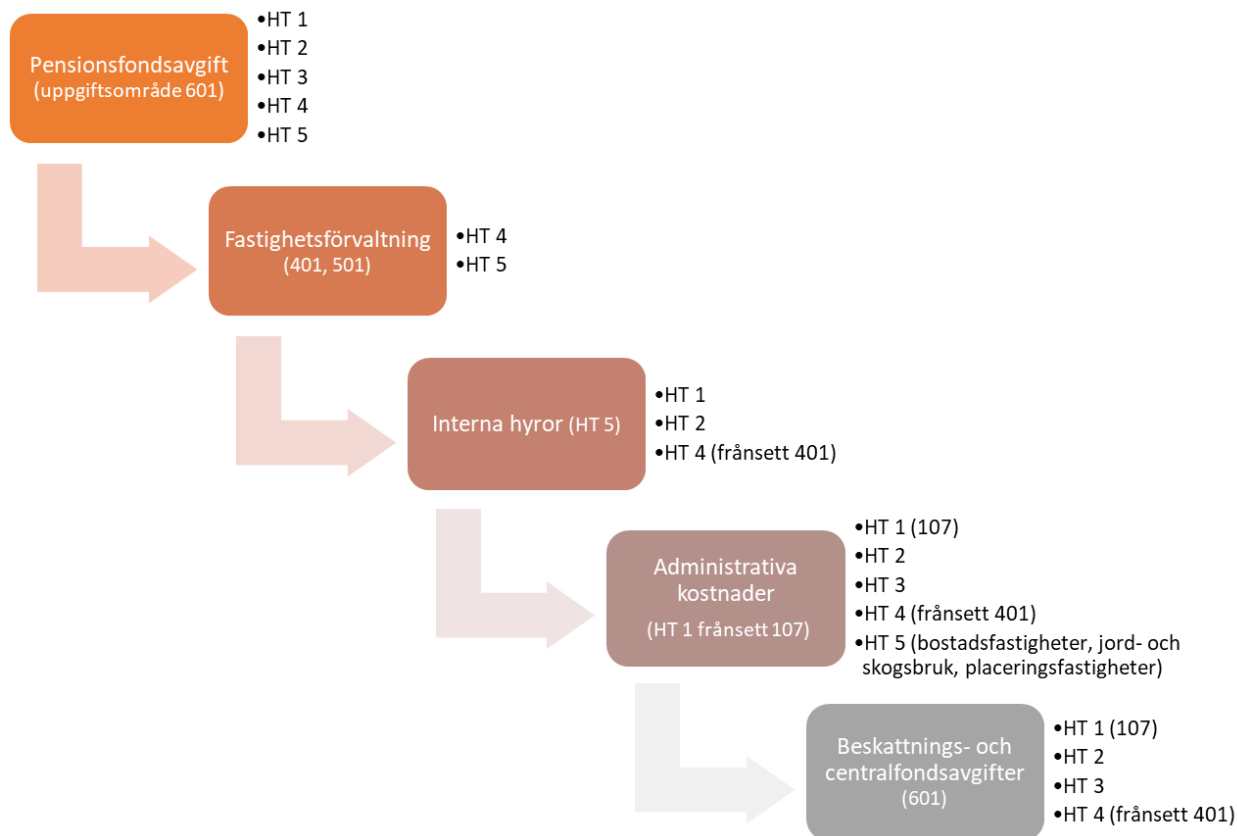 Pensionsfondsavgift
(uppgiftsområde 601)
•HT 1
•HT 2
•HT 3
•HT 4
•HT 5
Fastighetsförvaltning
(401, 501)
•HT 4
•HT 5
Interna hyror (HT 5)
•HT 1
•HT 2
•HT 4 (frånsett 401)
Administrativa
kostnader
(HT 1 frånsett 107)
•HT 1 (107)
•HT 2
•HT 3
•HT 4 (frånsett 401)
•HT 5 (bostadsfastigheter, jord- och
skogsbruk, placeringsfastigheter)
Beskattnings- och
centralfondsavgifter
(601)
•HT 1 (107)
•HT 2
•HT 3
•HT 4 (frånsett 401)